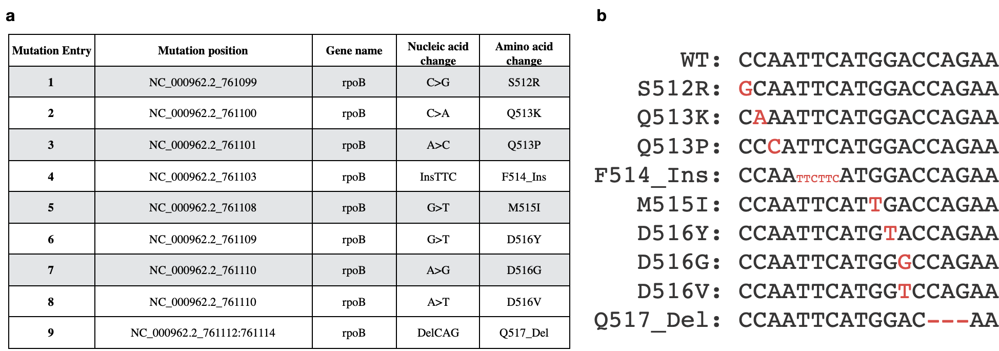 a
Mutation Entry Mutation position Gene name Nucleic acid change Amino acid change
1 NC_000962.2_761099 rpoB C>G S512R
2 NC_000962.2_761100 rpoB C>A Q513K
3 NC_000962.2_761101 rpoB A>C Q513P
4 NC_000962.2_761103 rpoB InsTTC F514_Ins
5 NC_000962.2_761108 rpoB G>T M515I
6 NC_000962.2_761109 rpoB G>T D516Y
7 NC_000962.2_761110 rpoB A>G D516G
8 NC_000962.2_761110 rpoB A>T D516V
9 NC_000962.2_761112:761114 rpoB DelCAG Q517_Del
b
WT: CCAATTCATGGACCAGAA
S512R: GCAATTCATGGACCAGAA
Q513K: CAAATTCATGGACCAGAA
Q513P: CCCATTCATGGACCAGAA
F514_Ins: CCAATTCTTCATGGACCAGAA
M515I: CCAATTCATTGACCAGAA
D516Y: CCAATTCATGTACCAGAA
D516G: CCAATTCATGGGCCAGAA
D516V: CCAATTCATGGTCCAGAA
Q517_Del: CCAATTCATGGAC---AA